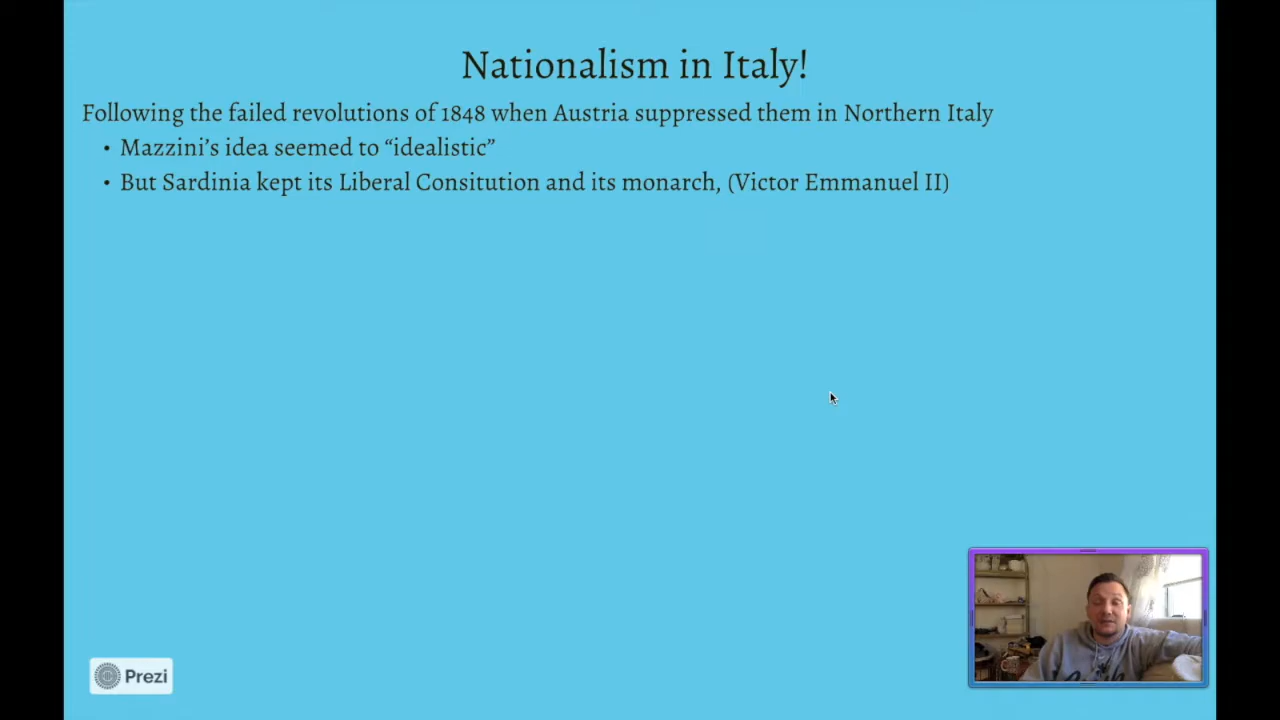 Nationalism in Italy!
Following the failed revolutions of 1848 when Austria suppressed them in Northern Italy
• Mazzini’s idea seemed to “idealistic”
• But Sardinia kept its Liberal Consitution and its monarch, (Victor Emmanuel II)
Prezi